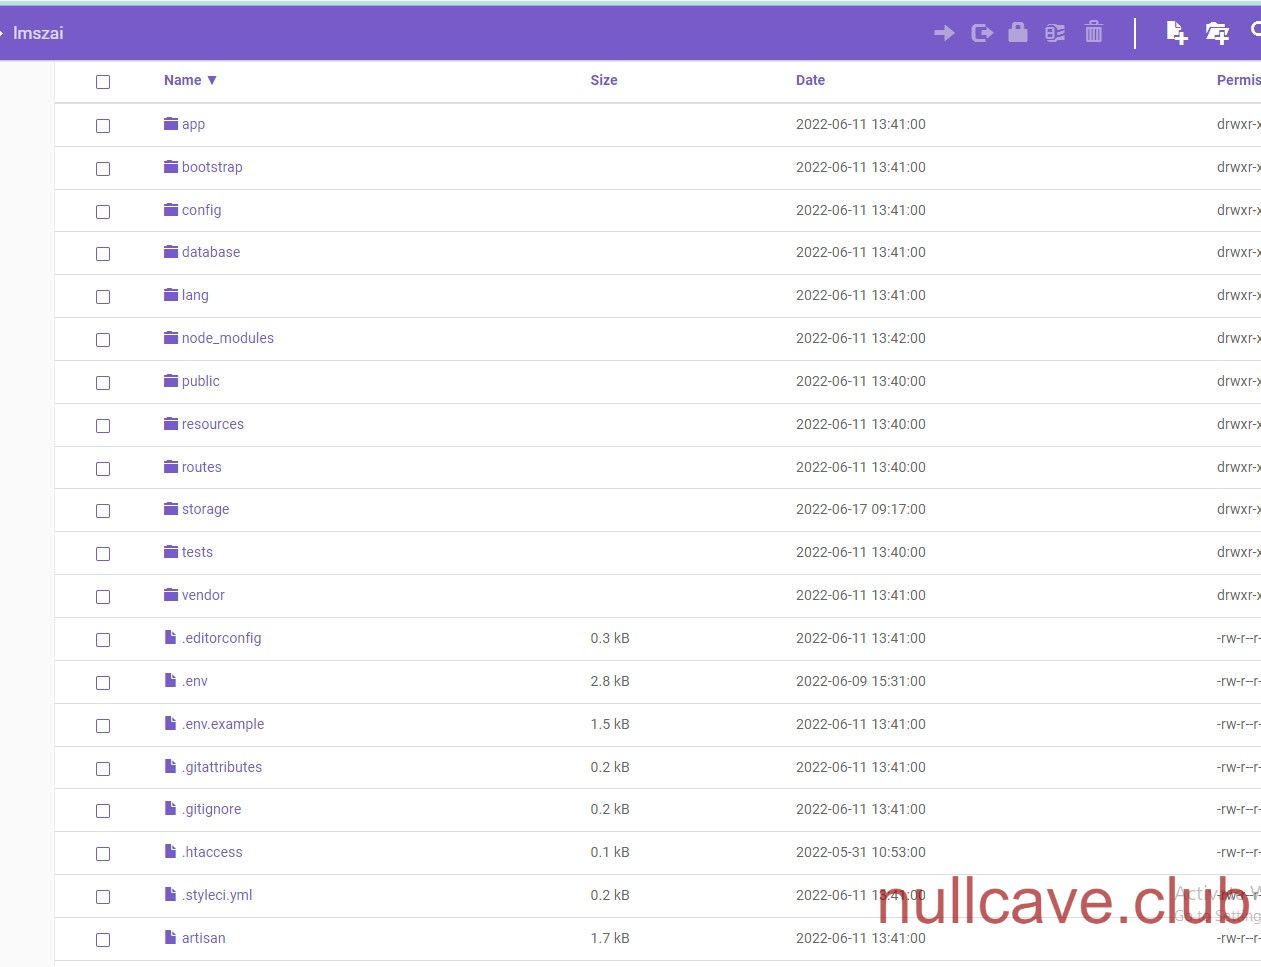 lmszai
Name ▼ Size Date Permis
app 2022-06-11 13:41:00 drwxr-x
bootstrap 2022-06-11 13:41:00 drwxr-x
config 2022-06-11 13:41:00 drwxr-x
database 2022-06-11 13:41:00 drwxr-x
lang 2022-06-11 13:41:00 drwxr-x
node_modules 2022-06-11 13:42:00 drwxr-x
public 2022-06-11 13:40:00 drwxr-x
resources 2022-06-11 13:40:00 drwxr-x
routes 2022-06-11 13:40:00 drwxr-x
storage 2022-06-17 09:17:00 drwxr-x
tests 2022-06-11 13:40:00 drwxr-x
vendor 2022-06-11 13:41:00 drwxr-x
.editorconfig 0.3 kB 2022-06-11 13:41:00 -rw-r--r-
.env 2.8 kB 2022-06-09 15:31:00 -rw-r--r-
.env.example 1.5 kB 2022-06-11 13:41:00 -rw-r--r-
.gitattributes 0.2 kB 2022-06-11 13:41:00 -rw-r--r-
.gitignore 0.2 kB 2022-06-11 13:41:00 -rw-r--r-
.htaccess 0.1 kB 2022-05-31 10:53:00 -rw-r--r-
.styleci.yml 0.2 kB 2022-06-11 13:41:00 -rw-r--r-
nullcave.club
artisan 1.7 kB 2022-06-11 13:41:00 -rw-r--r-